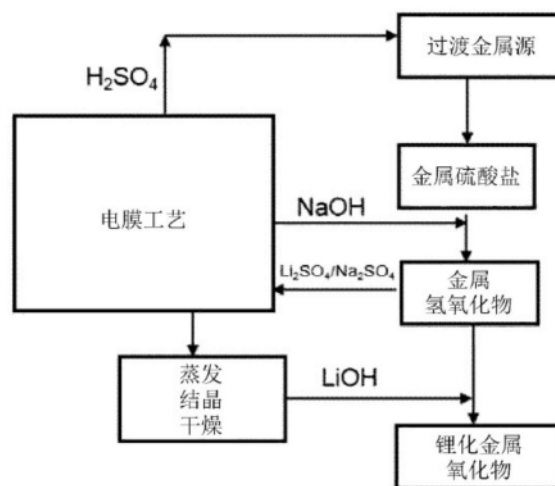 过渡金属源
H₂SO₄
金属硫酸盐
电膜工艺
NaOH
Li₂SO₄/Na₂SO₄
金属
氢氧化物
蒸发
结晶
干燥
LiOH
锂化金属
氧化物